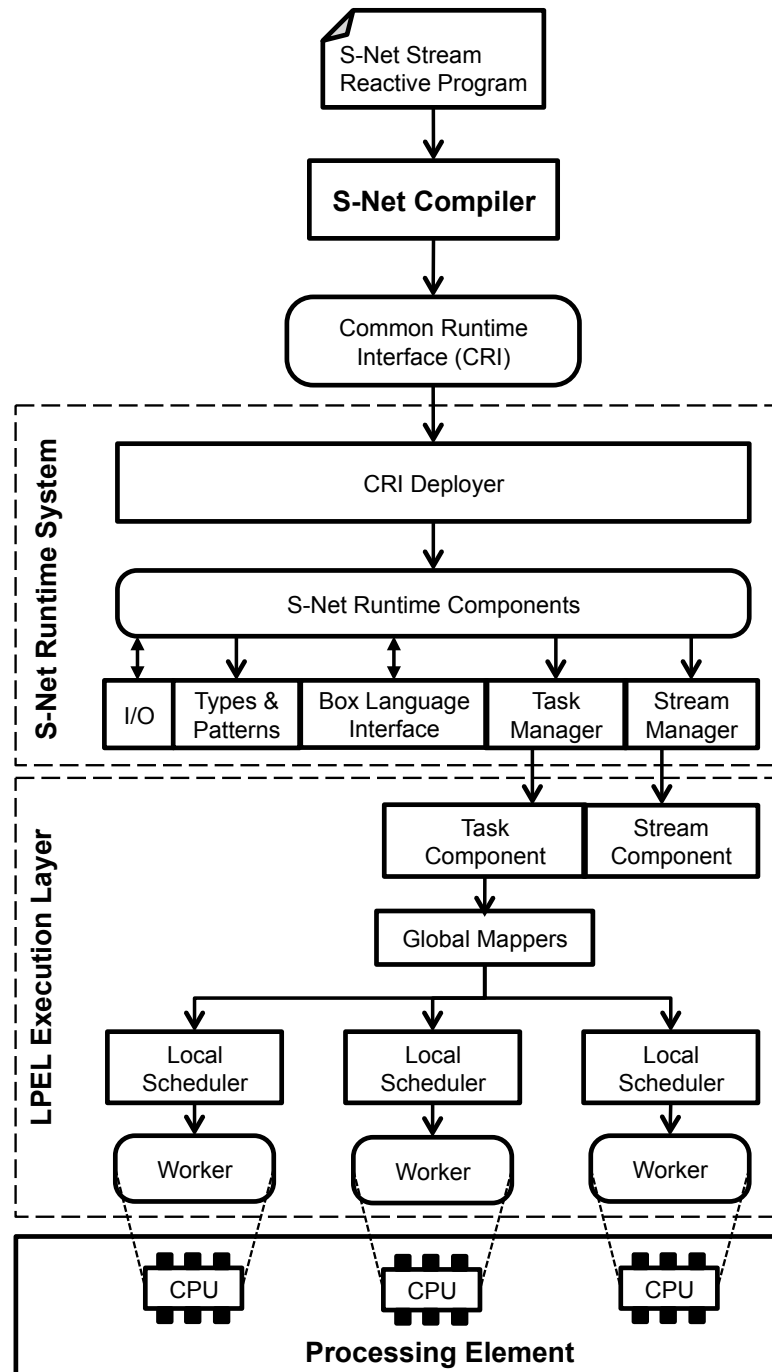 S-Net Stream
Reactive Program
S-Net Compiler
Common Runtime
Interface (CRI)
S-Net Runtime System
CRI Deployer
S-Net Runtime Components
I/O
Types &
Patterns
Box Language
Interface
Task
Manager
Stream
Manager
LPEL Execution Layer
Task
Component
Stream
Component
Global Mappers
Local
Scheduler
Local
Scheduler
Local
Scheduler
Worker
Worker
Worker
CPU
CPU
CPU
Processing Element